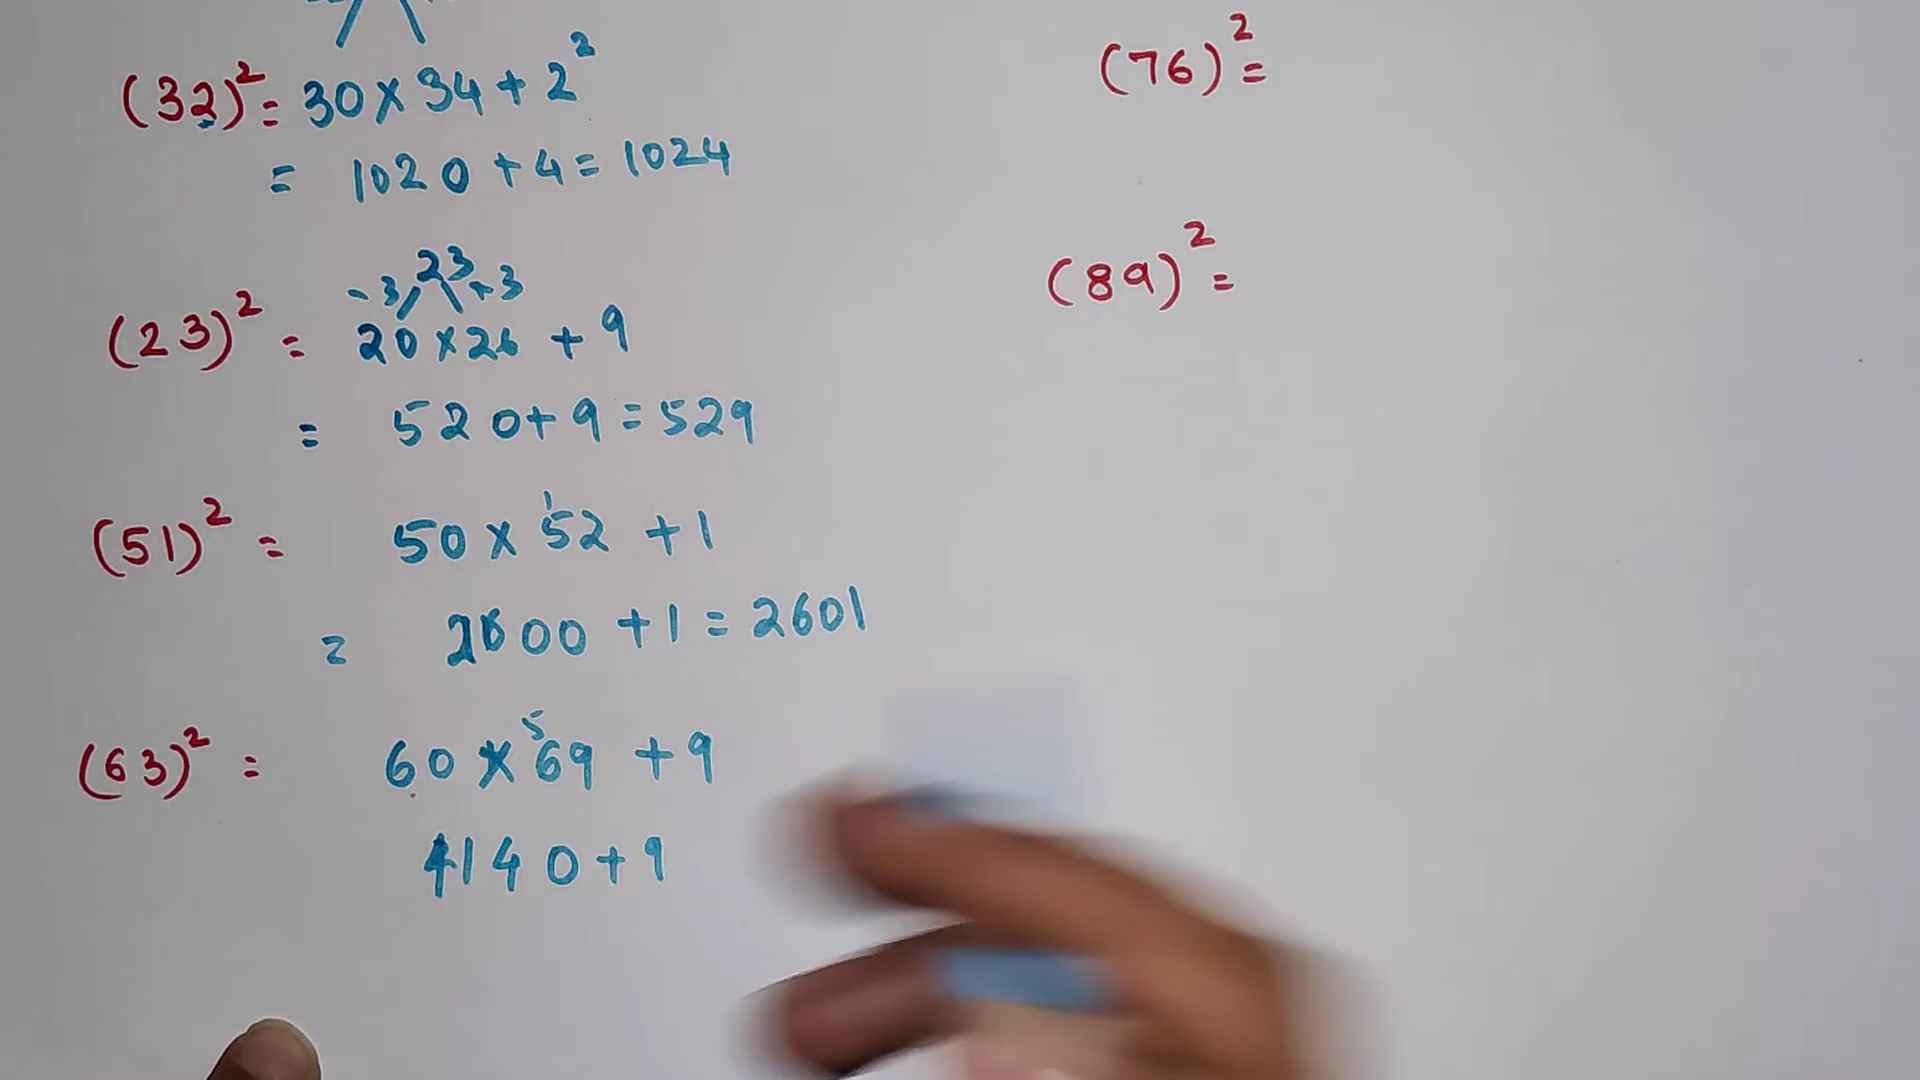 (32)² = 30 × 34 + 2²
= 1020 + 4 = 1024
23
-3 +3
(23)² = 20 × 26 + 9
= 520 + 9 = 529
1
(51)² = 50 × 52 + 1
= 2600 + 1 = 2601
5
(63)² = 60 × 69 + 9
4140 + 9
(76)² =
(89)² =